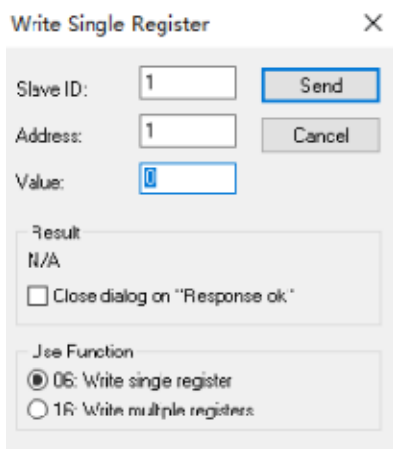 Write Single Register
Slave ID: 1 Send
Address: 1 Cancel
Value: 0
Result
N/A
Close dialog on "Response ok"
Use Function
06: Write single register
16: Write multiple registers